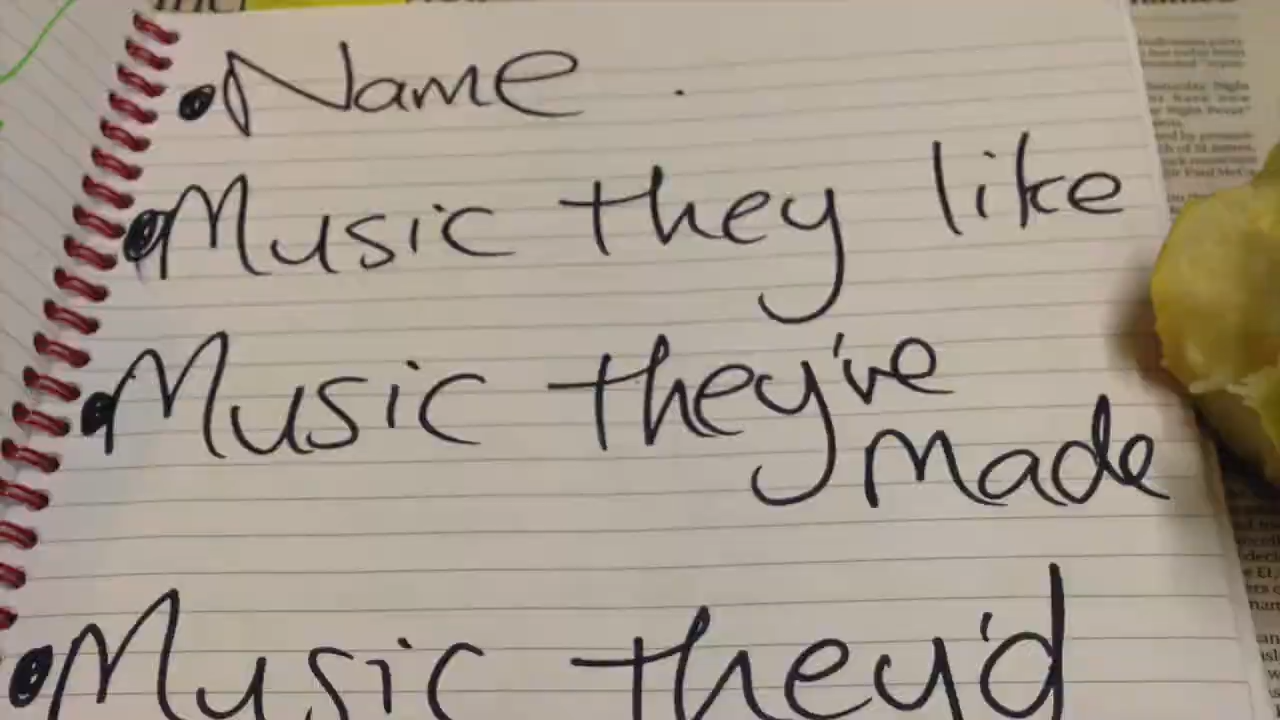 • Name.
• Music they like
• Music they've
made
• Music they'd